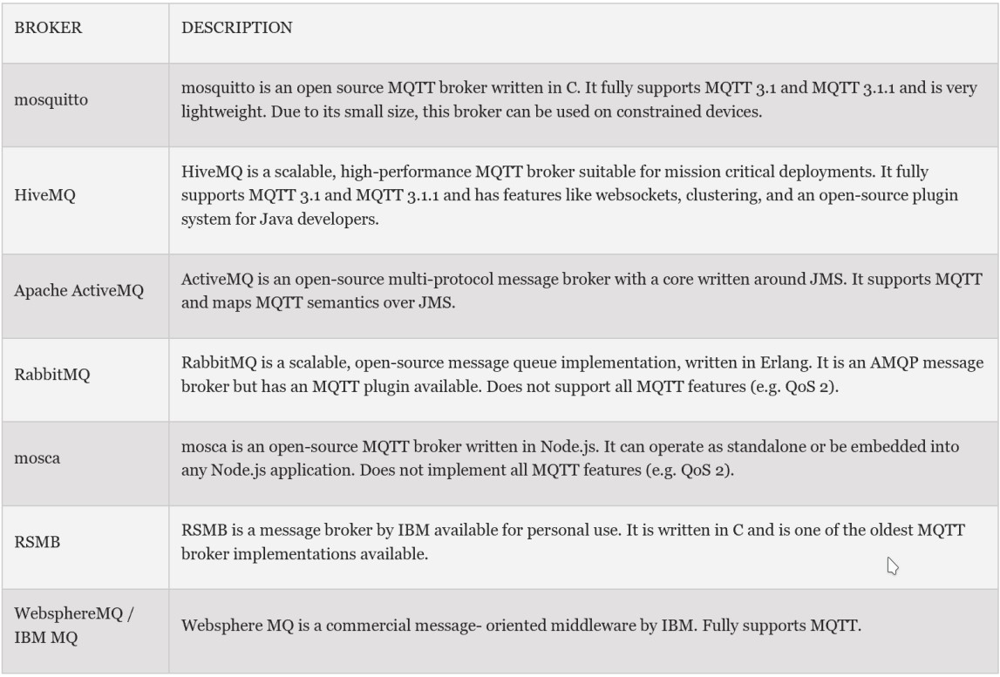 BROKER
DESCRIPTION
mosquitto
mosquitto is an open source MQTT broker written in C. It fully supports MQTT 3.1 and MQTT 3.1.1 and is very
lightweight. Due to its small size, this broker can be used on constrained devices.
HiveMQ
HiveMQ is a scalable, high-performance MQTT broker suitable for mission critical deployments. It fully
supports MQTT 3.1 and MQTT 3.1.1 and has features like websockets, clustering, and an open-source plugin
system for Java developers.
Apache ActiveMQ
ActiveMQ is an open-source multi-protocol message broker with a core written around JMS. It supports MQTT
and maps MQTT semantics over JMS.
RabbitMQ
RabbitMQ is a scalable, open-source message queue implementation, written in Erlang. It is an AMQP message
broker but has an MQTT plugin available. Does not support all MQTT features (e.g. QoS 2).
mosca
mosca is an open-source MQTT broker written in Node.js. It can operate as standalone or be embedded into
any Node.js application. Does not implement all MQTT features (e.g. QoS 2).
RSMB
RSMB is a message broker by IBM available for personal use. It is written in C and is one of the oldest MQTT
broker implementations available.
WebsphereMQ /
IBM MQ
Websphere MQ is a commercial message- oriented middleware by IBM. Fully supports MQTT.